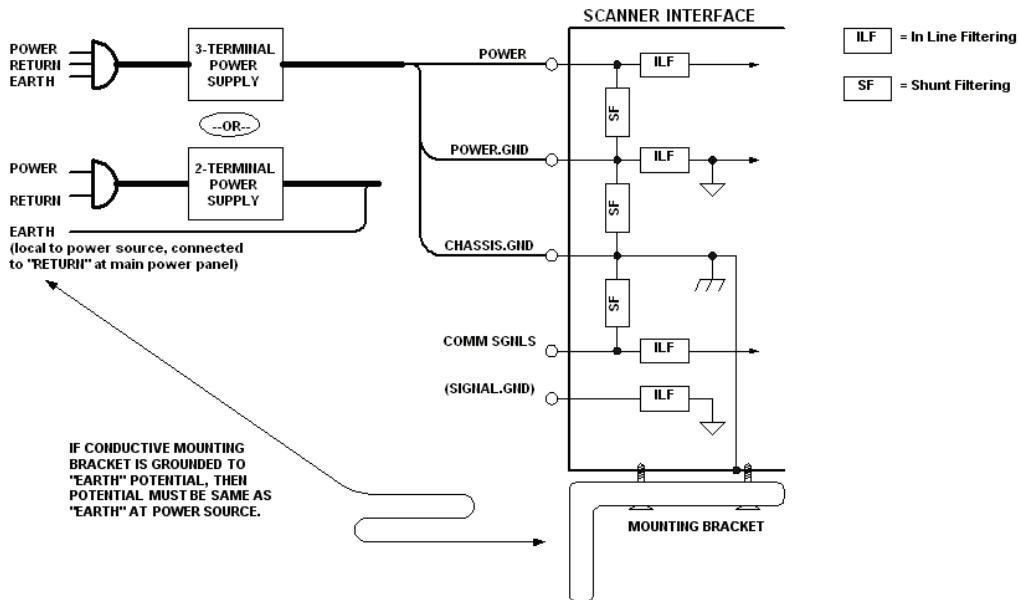 SCANNER INTERFACE
ILF = In Line Filtering
SF = Shunt Filtering
POWER
RETURN
EARTH
3-TERMINAL
POWER
SUPPLY
--OR--
POWER
RETURN
2-TERMINAL
POWER
SUPPLY
EARTH
(local to power source, connected
to "RETURN" at main power panel)
POWER
ILF
SF
POWER.GND
ILF
SF
CHASSIS.GND
SF
COMM SGNLS
ILF
(SIGNAL.GND)
ILF
IF CONDUCTIVE MOUNTING
BRACKET IS GROUNDED TO
"EARTH" POTENTIAL, THEN
POTENTIAL MUST BE SAME AS
"EARTH" AT POWER SOURCE.
MOUNTING BRACKET